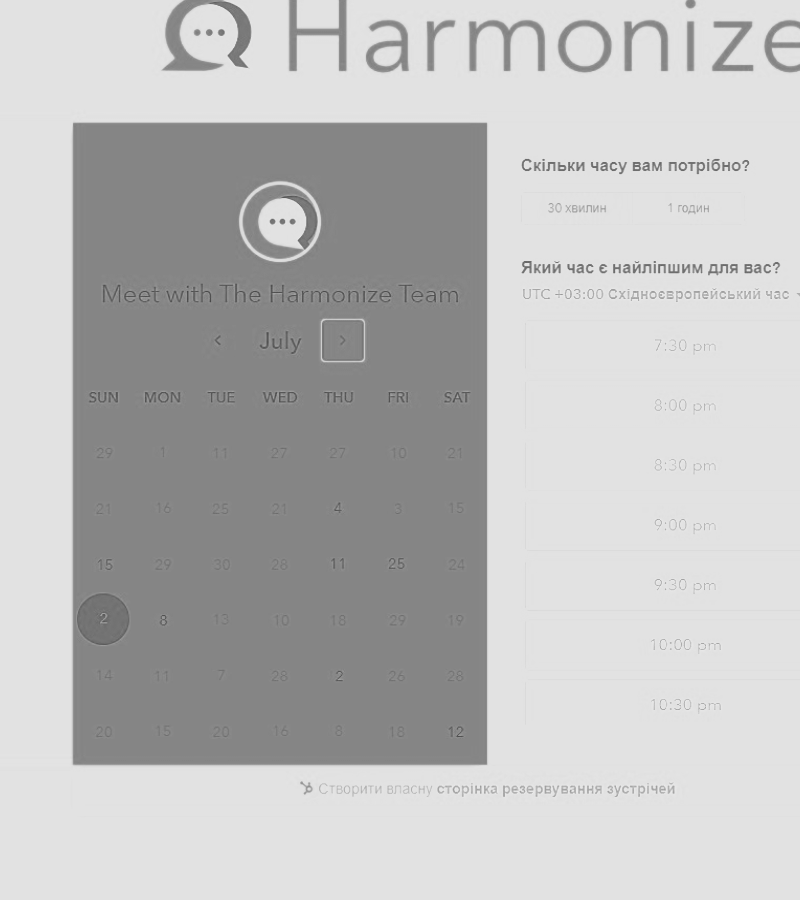 Harmonize
Meet with The Harmonize Team
July
SUN MON TUE WED THU FRI SAT
29 1 11 27 27 10 21
21 16 25 21 4 3 15
15 29 30 28 11 25 24
2 8 13 10 18 29 19
14 11 7 28 2 26 28
20 15 20 16 8 18 12
Скільки часу вам потрібно?
30 хвилин 1 годин
Який час є найліпшим для вас?
UTC +03:00 Східноєвропейський час
7:30 pm
8:00 pm
8:30 pm
9:00 pm
9:30 pm
10:00 pm
10:30 pm
Створити власну сторінка резервування зустрічей